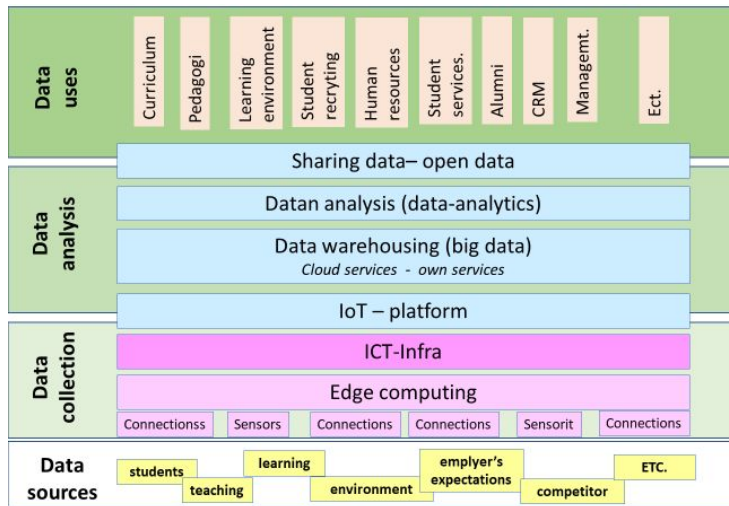 Data
uses
Curriculum
Pedagogi
Learning
environment
Student
recryting
Human
resources
Student
services.
Alumni
CRM
Managemt.
Ect.
Sharing data– open data
Data
analysis
Datan analysis (data-analytics)
Data warehousing (big data)
Cloud services - own services
IoT – platform
Data
collection
ICT-Infra
Edge computing
Connectionss
Sensors
Connections
Connections
Sensorit
Connections
Data
sources
students
teaching
learning
environment
emplyer's
expectations
competitor
ETC.